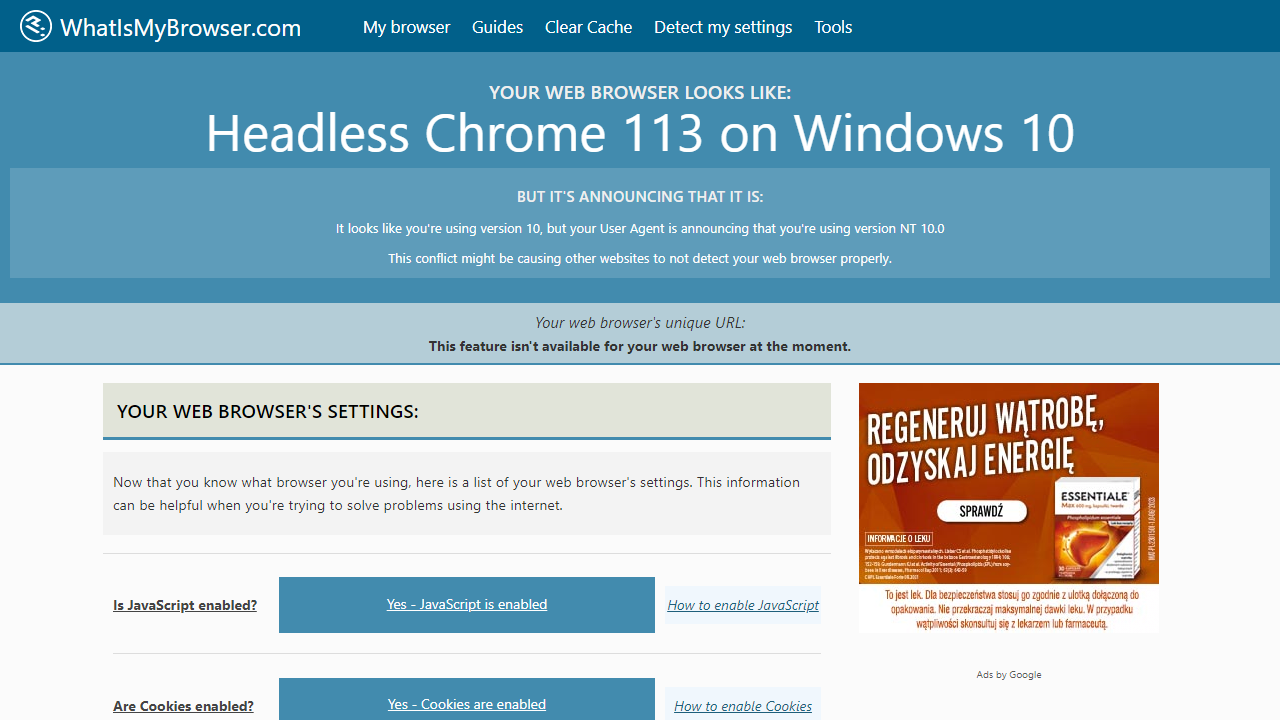 WhatIsMyBrowser.com
My browser Guides Clear Cache Detect my settings Tools
YOUR WEB BROWSER LOOKS LIKE:
Headless Chrome 113 on Windows 10
BUT IT'S ANNOUNCING THAT IT IS:
It looks like you're using version 10, but your User Agent is announcing that you're using version NT 10.0
This conflict might be causing other websites to not detect your web browser properly.
Your web browser's unique URL:
This feature isn't available for your web browser at the moment.
YOUR WEB BROWSER'S SETTINGS:
Now that you know what browser you're using, here is a list of your web browser's settings. This information
can be helpful when you're trying to solve problems using the internet.
Is JavaScript enabled?
Yes - JavaScript is enabled
How to enable JavaScript
Are Cookies enabled?
Yes - Cookies are enabled
How to enable Cookies
REGENERUJ WĄTROBĘ,
ODZYSKAJ ENERGIĘ
SPRAWDŹ
ESSENTIALE
Max
INFORMACJE O LEKU
To jest lek. Dla bezpieczeństwa stosuj go zgodnie z ulotką dołączoną do
opakowania. Nie przekraczaj maksymalnej dawki leku. W przypadku
wątpliwości skonsultuj się z lekarzem lub farmaceutą.
Ads by Google